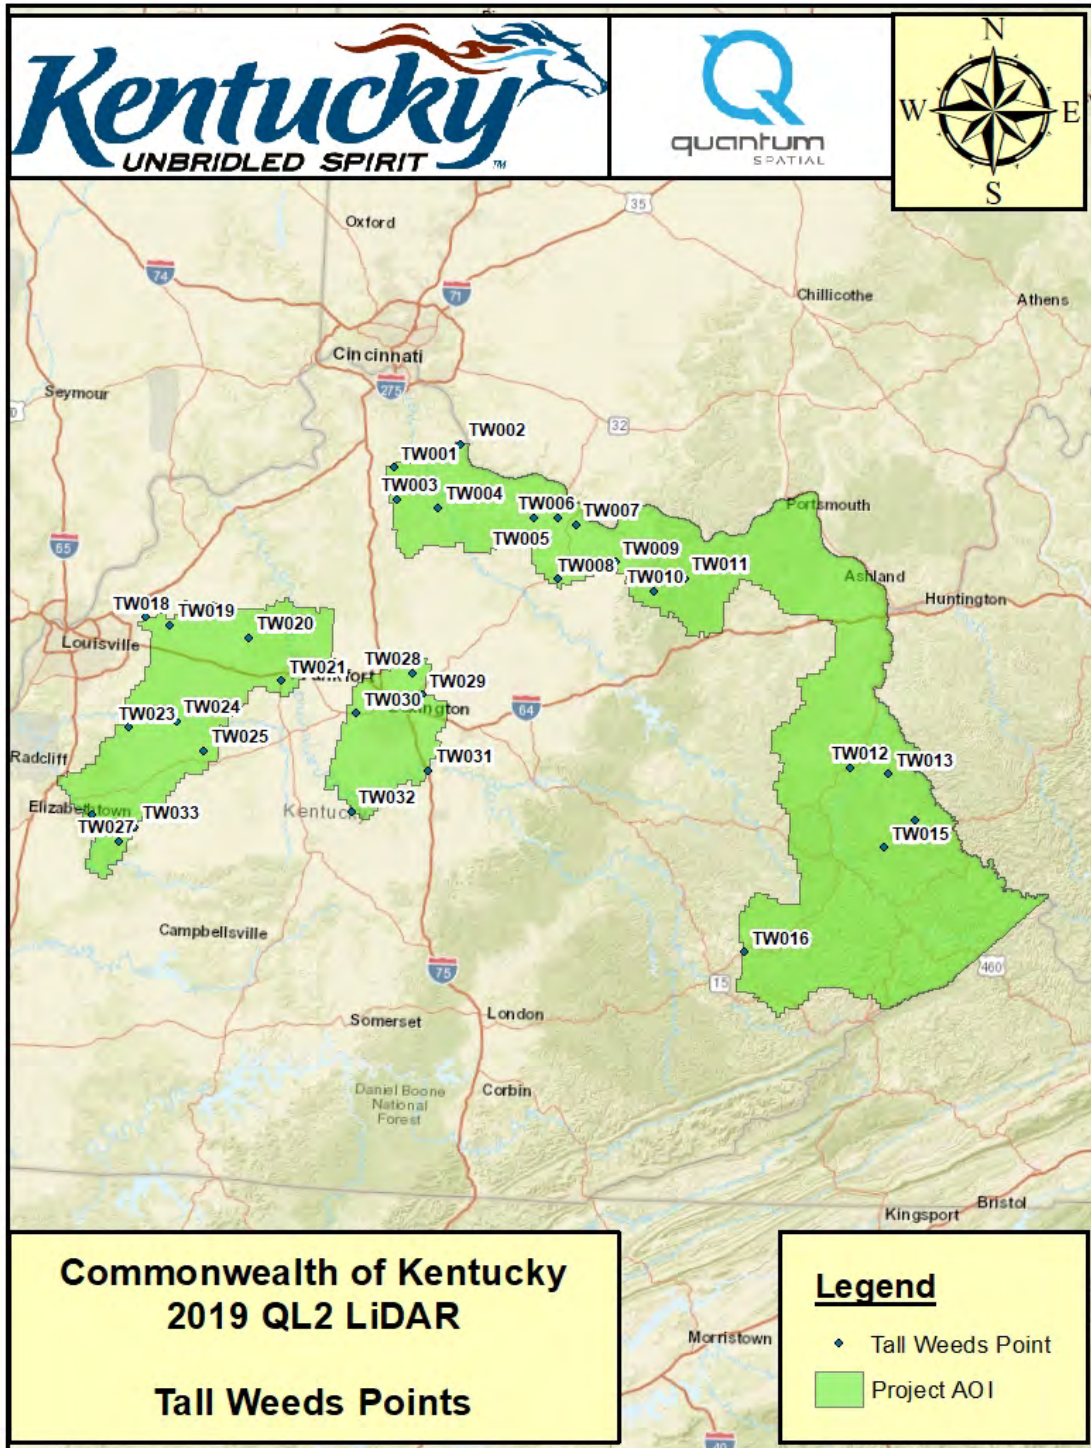 Kentucky
UNBRIDLED SPIRIT
TM
quantum
SPATIAL
N
W
E
S
Oxford
35
74
71
Chillicothe
Athens
Cincinnati
275
Seymour
32
TW002
TW001
TW003
TW004
TW006
TW007
Portsmouth
65
TW005
TW009
TW008
TW010
TW011
Ashland
Huntington
TW018
TW019
TW020
Louisville
TW021
TW028
TW029
TW030
64
TW023
TW024
TW025
Radcliff
TW031
TW012
TW013
Elizabethtown
TW033
TW027
Kentucky
TW032
TW015
Campbellsville
TW016
75
15
460
Somerset
London
Daniel Boone
National
Forest
Corbin
Kingsport
Bristol
Commonwealth of Kentucky
2019 QL2 LiDAR
Tall Weeds Points
Morristown
Legend
Tall Weeds Point
Project AOI